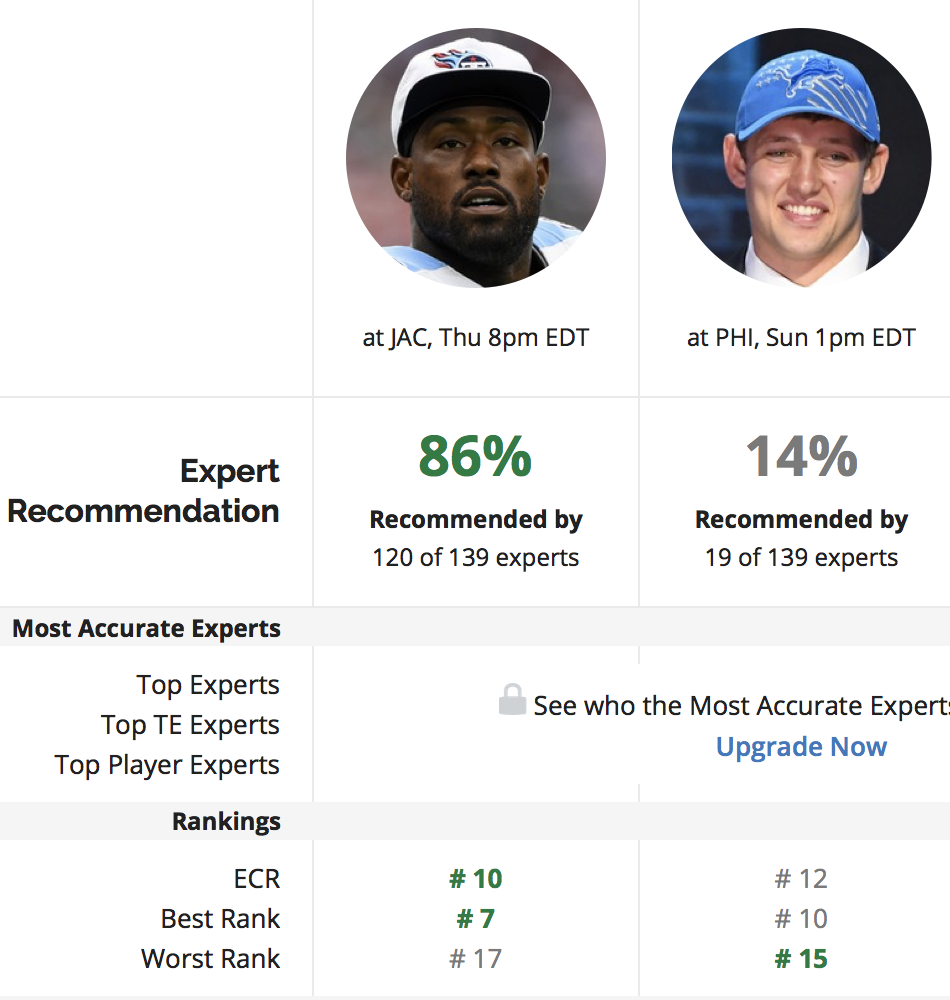 at JAC, Thu 8pm EDT
at PHI, Sun 1pm EDT
Expert
Recommendation
86%
Recommended by
120 of 139 experts
14%
Recommended by
19 of 139 experts
Most Accurate Experts
Top Experts
Top TE Experts
Top Player Experts
See who the Most Accurate Experts
Upgrade Now
Rankings
ECR # 10 # 12
Best Rank # 7 # 10
Worst Rank # 17 # 15